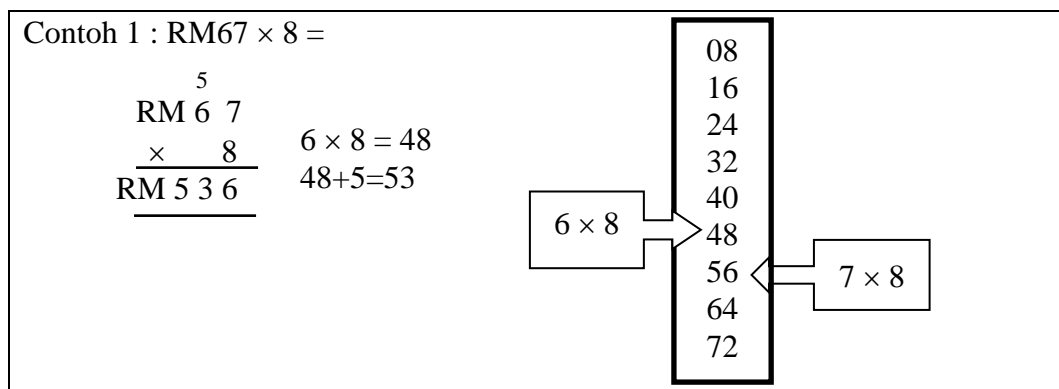 Contoh 1 : RM67 × 8 =
5
RM 6 7
× 8
RM 5 3 6
6 × 8 = 48
48+5=53
6 × 8
08
16
24
32
40
48
56
64
72
7 × 8